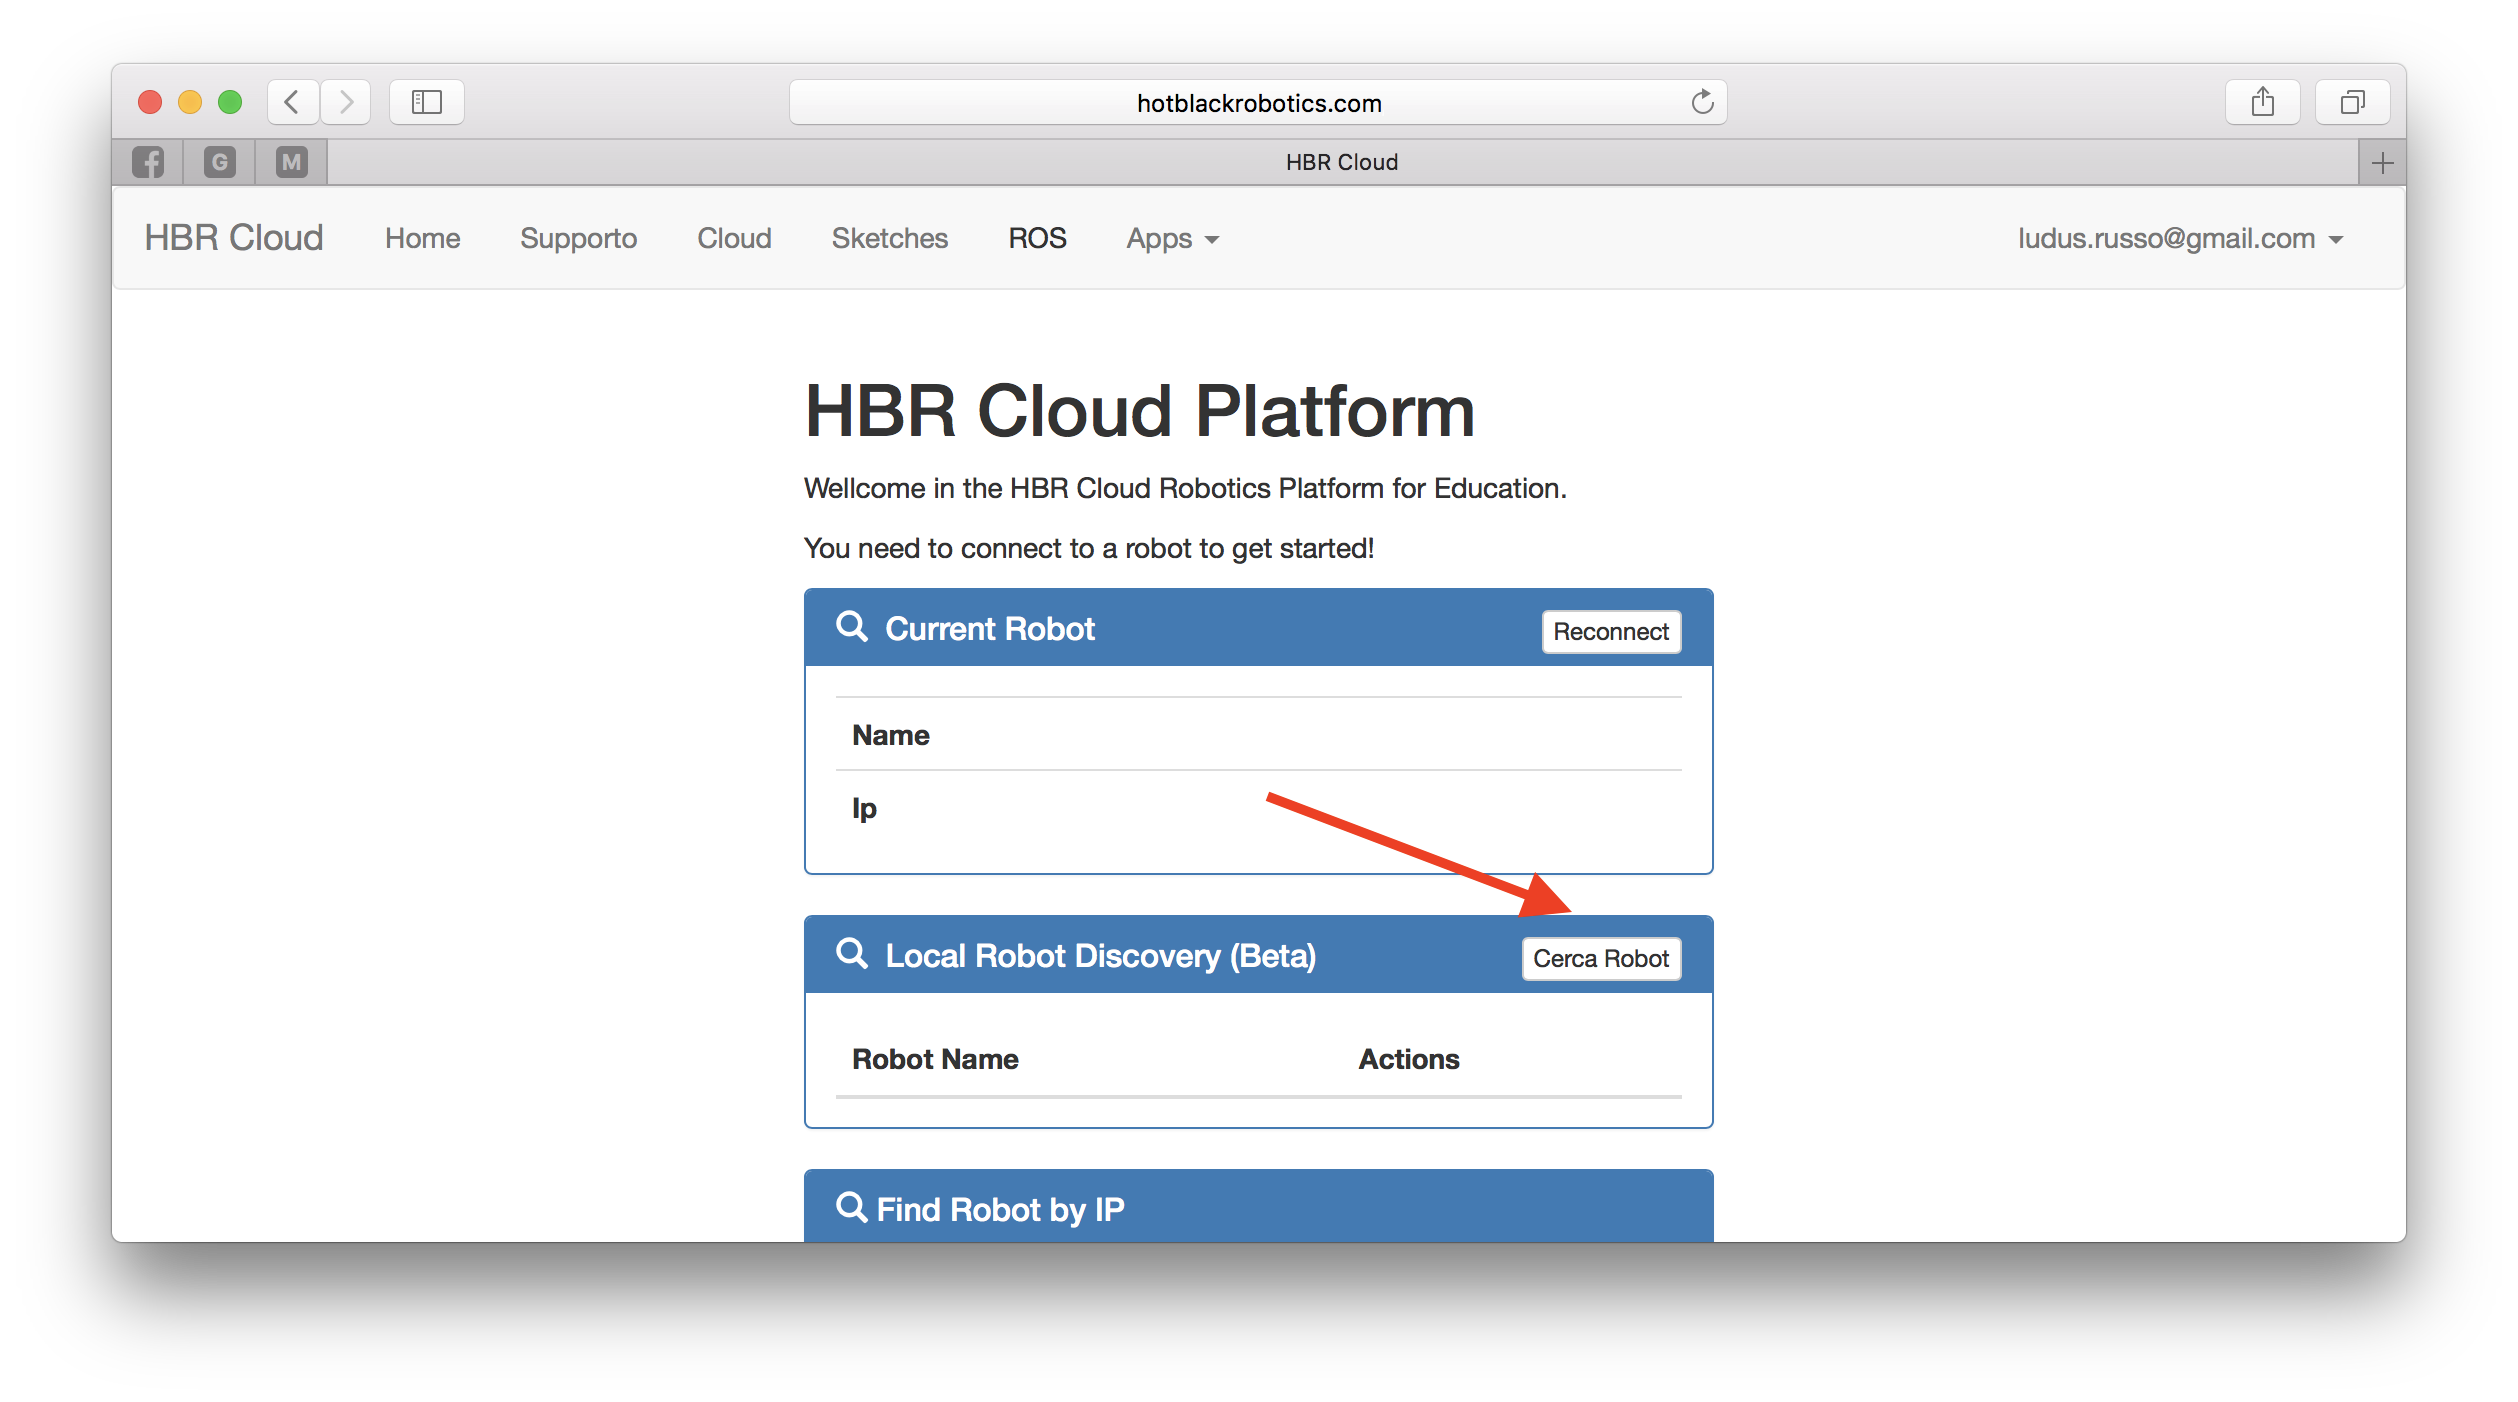 hotblackrobotics.com
G
M
HBR Cloud
HBR Cloud Home Supporto Cloud Sketches ROS Apps ludus.russo@gmail.com
HBR Cloud Platform
Wellcome in the HBR Cloud Robotics Platform for Education.
You need to connect to a robot to get started!
Current Robot Reconnect
Name
Ip
Local Robot Discovery (Beta) Cerca Robot
Robot Name Actions
Find Robot by IP